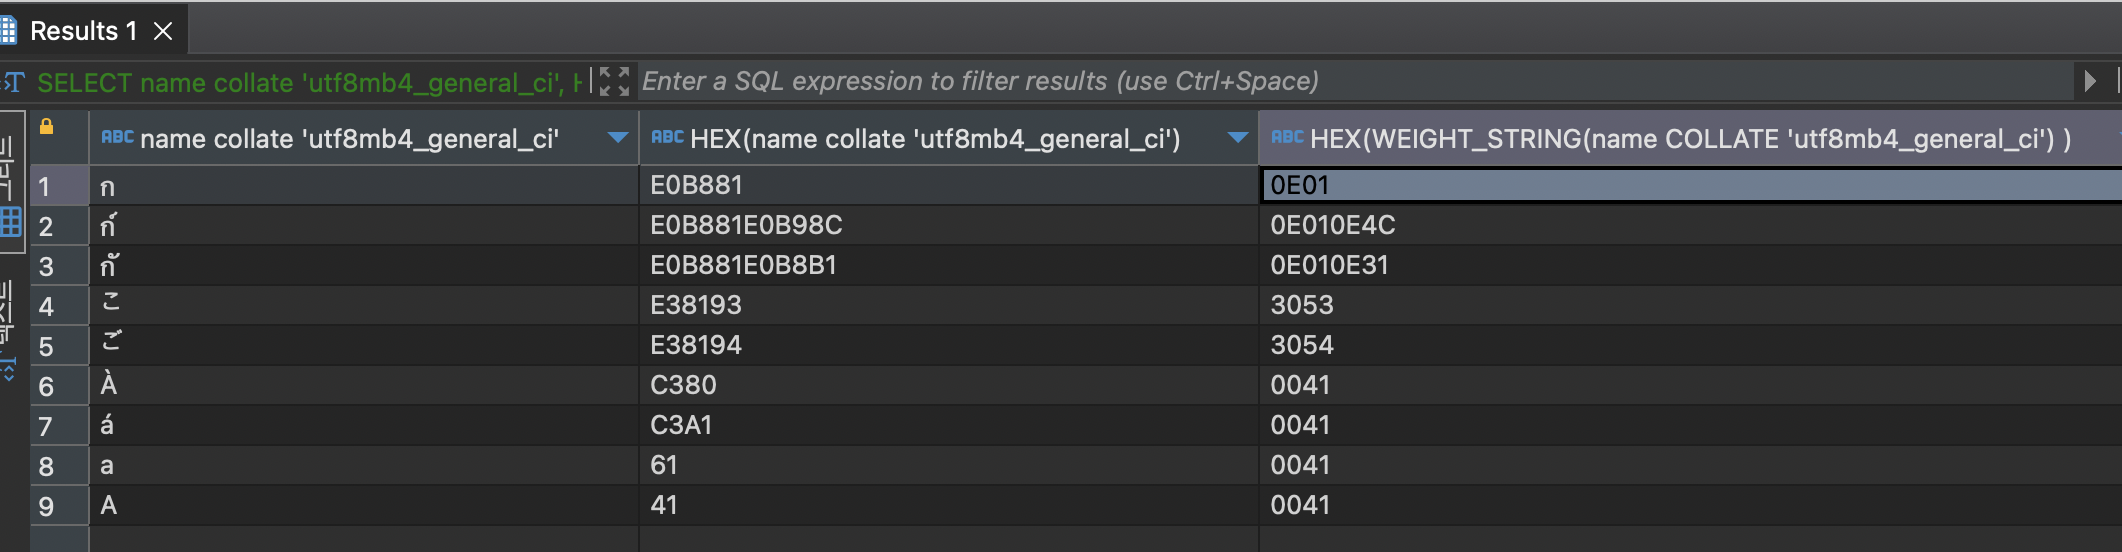 Results 1
SELECT name collate 'utf8mb4_general_ci', H
Enter a SQL expression to filter results (use Ctrl+Space)
ABC name collate 'utf8mb4_general_ci' ABC HEX(name collate 'utf8mb4_general_ci') ABC HEX(WEIGHT_STRING(name COLLATE 'utf8mb4_general_ci') )
1 ก E0B881 0E01
2 ก์ E0B881E0B98C 0E010E4C
3 กั E0B881E0B8B1 0E010E31
4 こ E38193 3053
5 ご E38194 3054
6 À C380 0041
7 á C3A1 0041
8 a 61 0041
9 A 41 0041